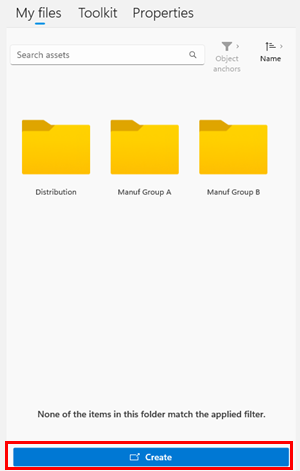 My files Toolkit Properties
Search assets
Object anchors
Name
Distribution Manuf Group A Manuf Group B
None of the items in this folder match the applied filter.
Create